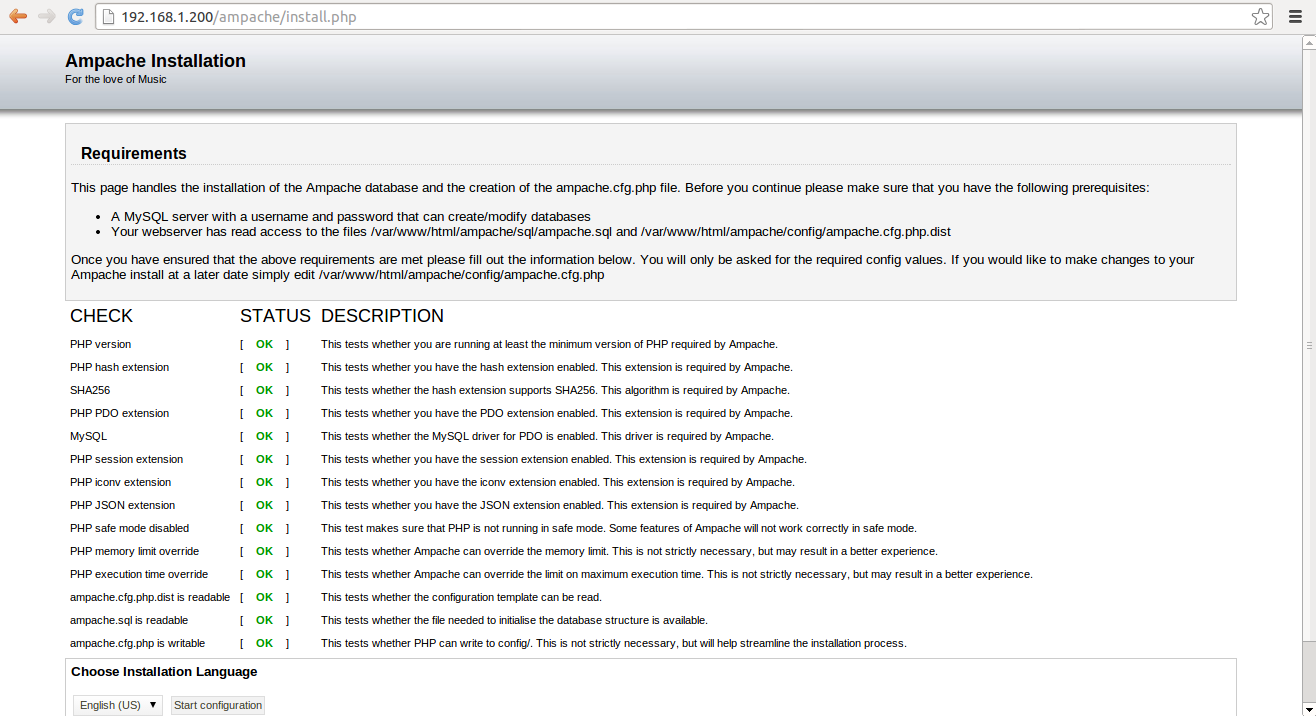 192.168.1.200/ampache/install.php
Ampache Installation
For the love of Music
Requirements
This page handles the installation of the Ampache database and the creation of the ampache.cfg.php file. Before you continue please make sure that you have the following prerequisites:
• A MySQL server with a username and password that can create/modify databases
• Your webserver has read access to the files /var/www/html/ampache/sql/ampache.sql and /var/www/html/ampache/config/ampache.cfg.php.dist
Once you have ensured that the above requirements are met please fill out the information below. You will only be asked for the required config values. If you would like to make changes to your
Ampache install at a later date simply edit /var/www/html/ampache/config/ampache.cfg.php
CHECK STATUS DESCRIPTION
PHP version [ OK ] This tests whether you are running at least the minimum version of PHP required by Ampache.
PHP hash extension [ OK ] This tests whether you have the hash extension enabled. This extension is required by Ampache.
SHA256 [ OK ] This tests whether the hash extension supports SHA256. This algorithm is required by Ampache.
PHP PDO extension [ OK ] This tests whether you have the PDO extension enabled. This extension is required by Ampache.
MySQL [ OK ] This tests whether the MySQL driver for PDO is enabled. This driver is required by Ampache.
PHP session extension [ OK ] This tests whether you have the session extension enabled. This extension is required by Ampache.
PHP iconv extension [ OK ] This tests whether you have the iconv extension enabled. This extension is required by Ampache.
PHP JSON extension [ OK ] This tests whether you have the JSON extension enabled. This extension is required by Ampache.
PHP safe mode disabled [ OK ] This test makes sure that PHP is not running in safe mode. Some features of Ampache will not work correctly in safe mode.
PHP memory limit override [ OK ] This tests whether Ampache can override the memory limit. This is not strictly necessary, but may result in a better experience.
PHP execution time override [ OK ] This tests whether Ampache can override the limit on maximum execution time. This is not strictly necessary, but may result in a better experience.
ampache.cfg.php.dist is readable [ OK ] This tests whether the configuration template can be read.
ampache.sql is readable [ OK ] This tests whether the file needed to initialise the database structure is available.
ampache.cfg.php is writable [ OK ] This tests whether PHP can write to config/. This is not strictly necessary, but will help streamline the installation process.
Choose Installation Language
English (US) ▼ Start configuration